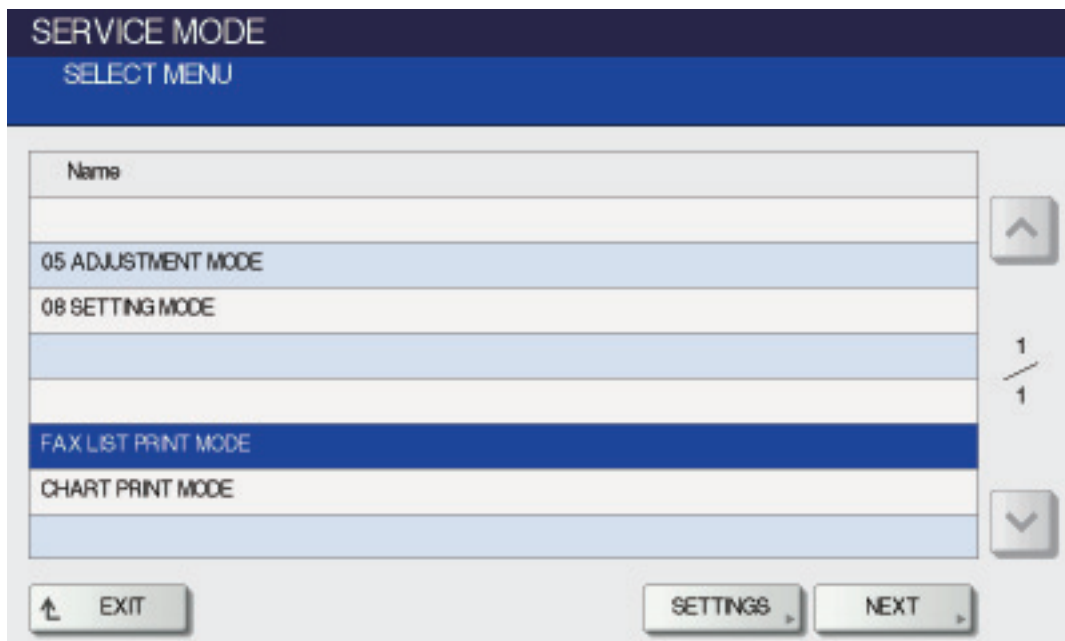 SERVICE MODE
SELECT MENU
Name
05 ADJUSTMENT MODE
08 SETTING MODE
1
1
FAX LIST PRINT MODE
CHART PRINT MODE
EXIT
SETTINGS
NEXT